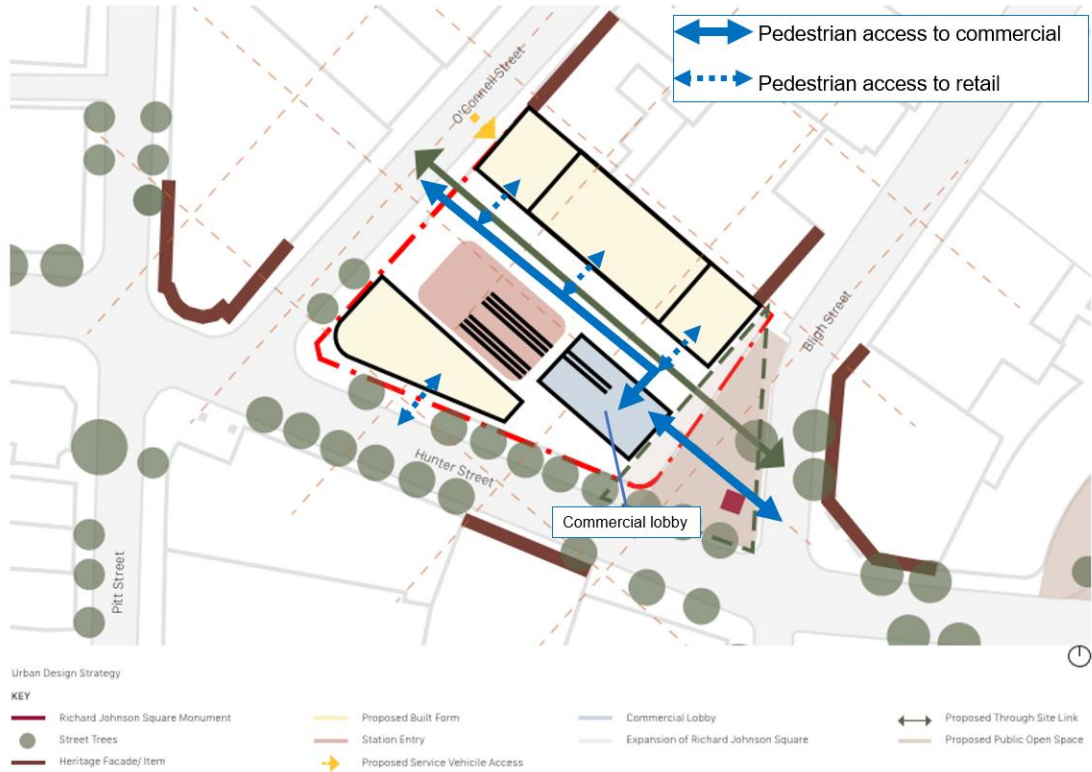 Pedestrian access to commercial
Pedestrian access to retail
O'Connell Street
Bligh Street
Hunter Street
Commercial lobby
Pitt Street
Urban Design Strategy
KEY
Richard Johnson Square Monument
Proposed Built Form
Commercial Lobby
Proposed Through Site Link
Street Trees
Station Entry
Expansion of Richard Johnson Square
Proposed Public Open Space
Heritage Facade/ Item
Proposed Service Vehicile Access